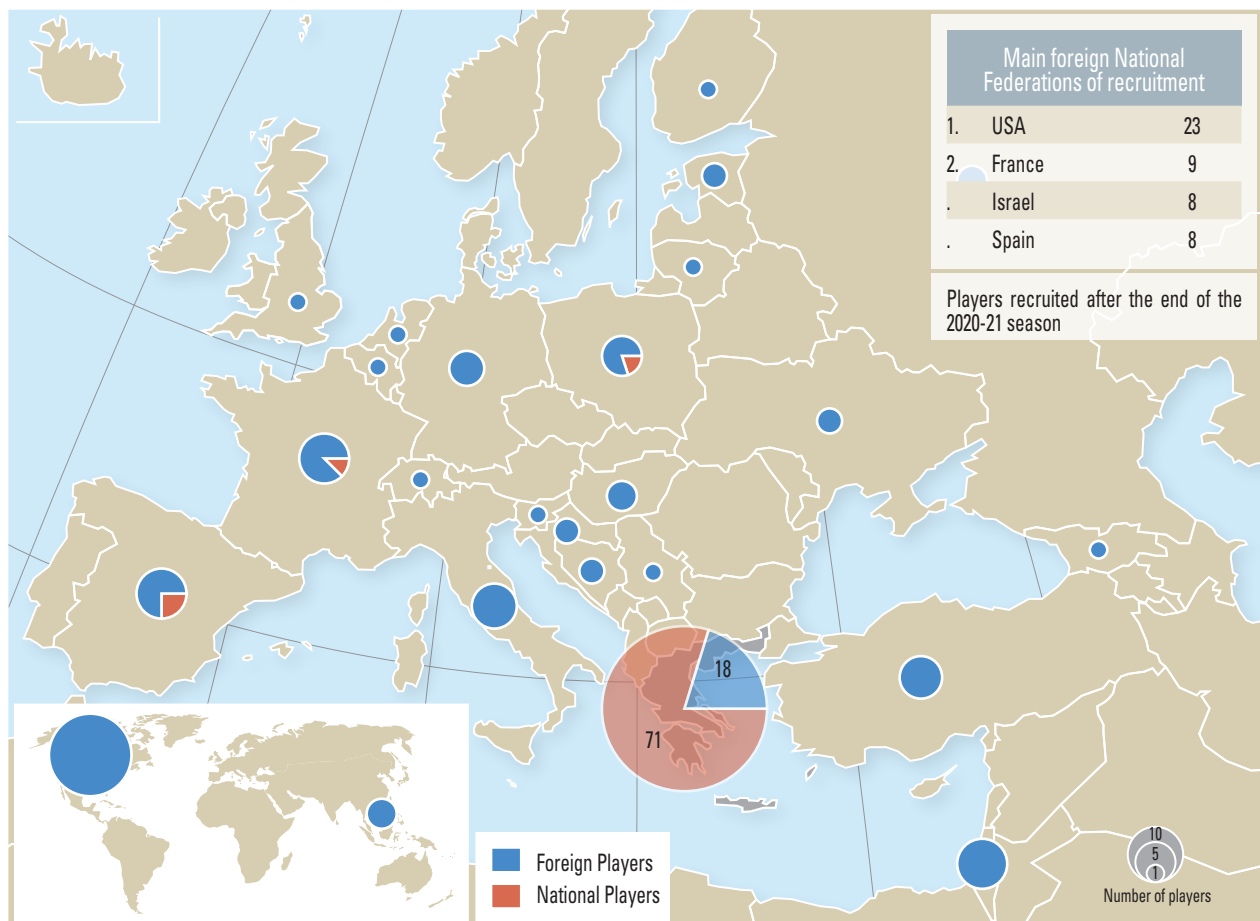 Main foreign National
Federations of recruitment
1. USA 23
2. France 9
. Israel 8
. Spain 8
Players recruited after the end of the
2020-21 season
18
71
Foreign Players
National Players
10
5
1
Number of players